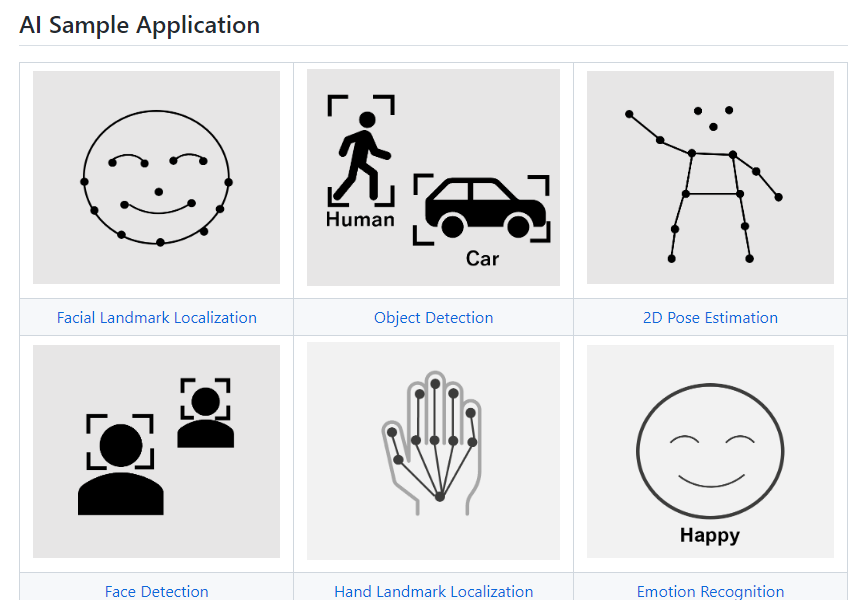 AI Sample Application
Human
Car
Facial Landmark Localization
Object Detection
2D Pose Estimation
Happy
Face Detection
Hand Landmark Localization
Emotion Recognition